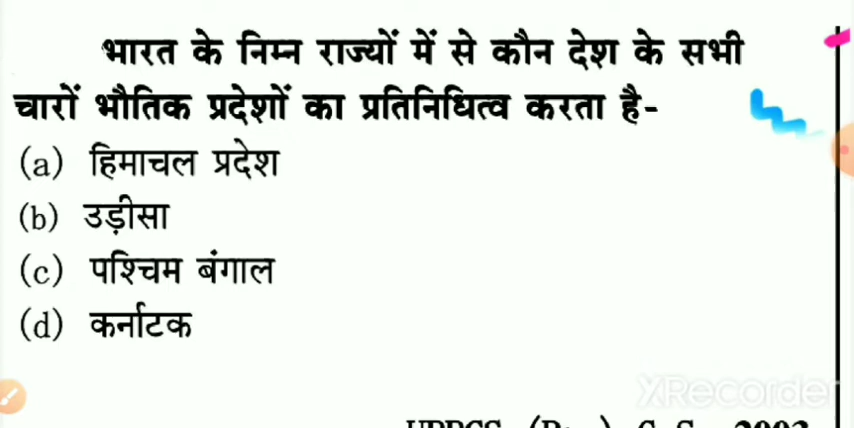 भारत के निम्न राज्यों में से कौन देश के सभी
चारों भौतिक प्रदेशों का प्रतिनिधित्व करता है-
(a) हिमाचल प्रदेश
(b) उड़ीसा
(c) पश्चिम बंगाल
(d) कर्नाटक
XRecorder